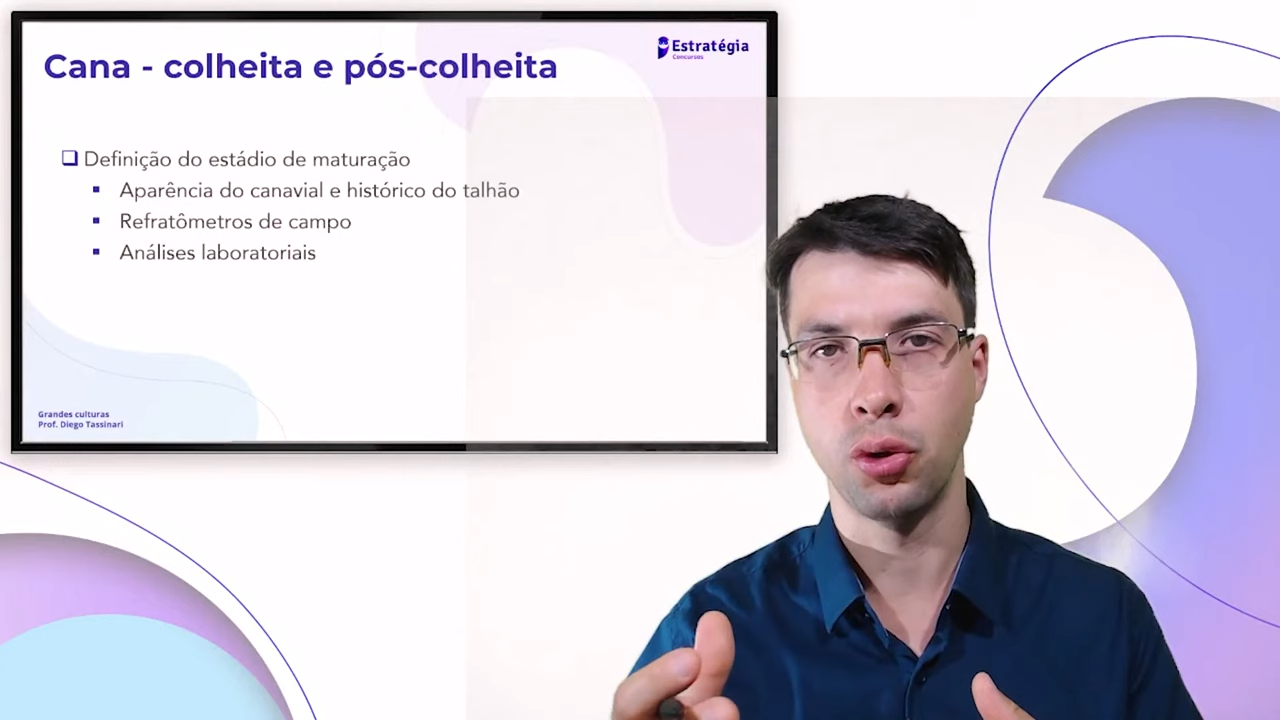 Cana - colheita e pós-colheita
Estratégia
Concursos
Definição do estádio de maturação
Aparência do canavial e histórico do talhão
Refratômetros de campo
Análises laboratoriais
Grandes culturas
Prof. Diego Tassinari